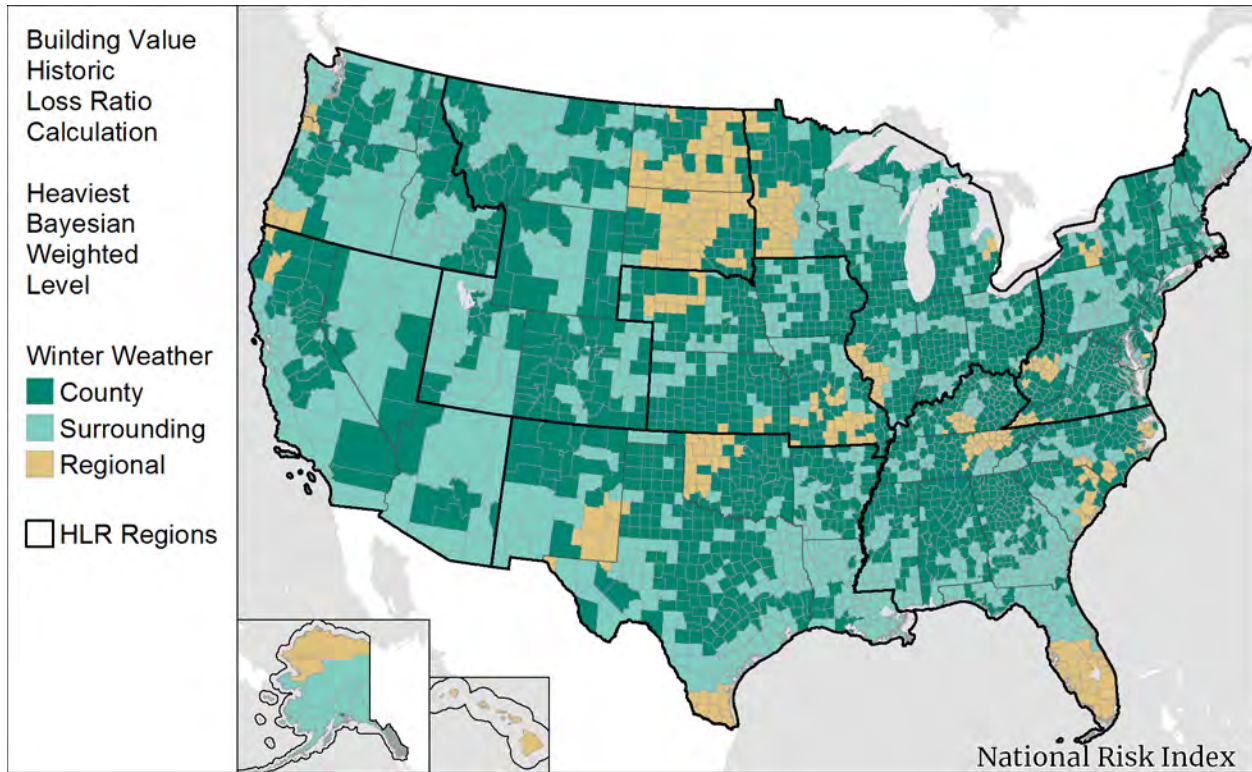 Building Value
Historic
Loss Ratio
Calculation
Heaviest
Bayesian
Weighted
Level
Winter Weather
County
Surrounding
Regional
HLR Regions
National Risk Index